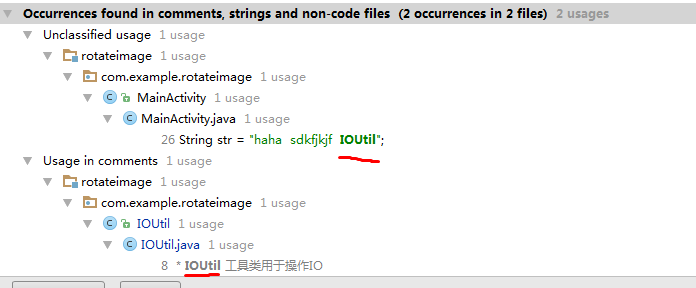 Occurrences found in comments, strings and non-code files (2 occurrences in 2 files) 2 usages
Unclassified usage 1 usage
rotateimage 1 usage
com.example.rotateimage 1 usage
MainActivity 1 usage
MainActivity.java 1 usage
26 String str = "haha sdkfjkjf IOUtil";
Usage in comments 1 usage
rotateimage 1 usage
com.example.rotateimage 1 usage
IOUtil 1 usage
IOUtil.java 1 usage
8 * IOUtil 工具类用于操作IO